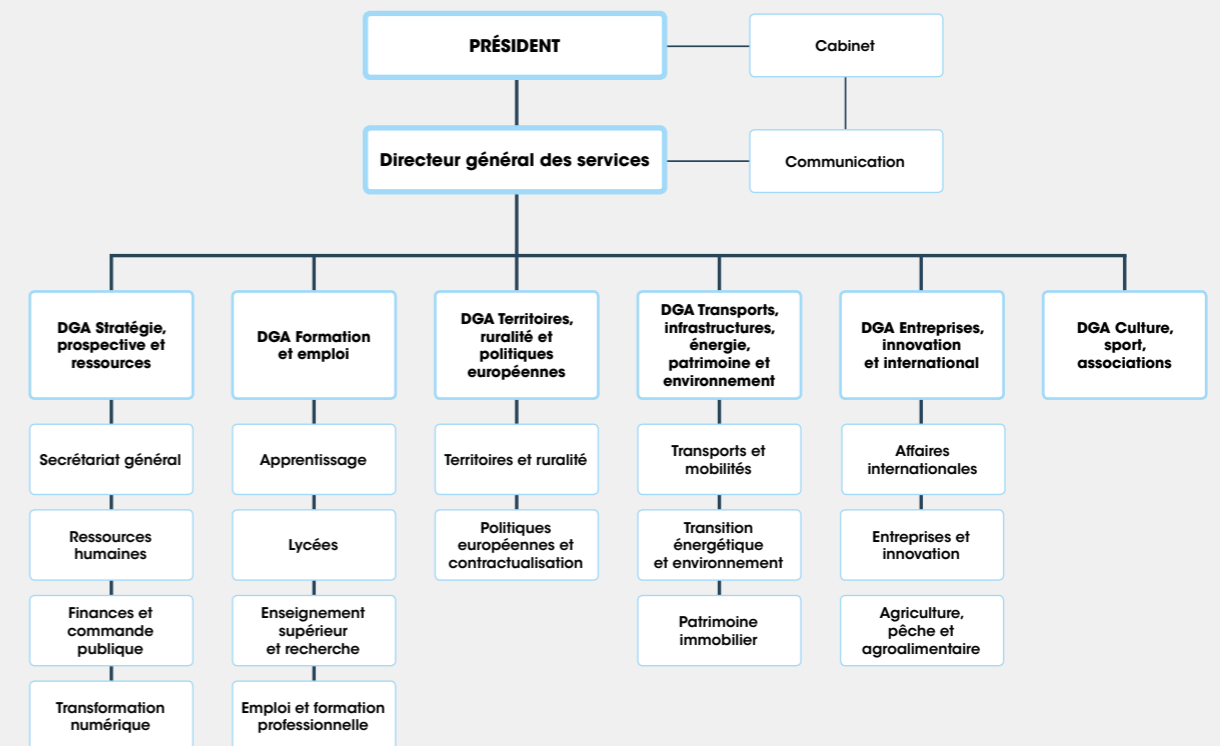 PRÉSIDENT
Cabinet
Directeur général des services
Communication
DGA Stratégie,
prospective et
ressources
DGA Formation
et emploi
DGA Territoires,
ruralité et
politiques
européennes
DGA Transports,
infrastructures,
énergie,
patrimoine et
environnement
DGA Entreprises,
innovation
et international
DGA Culture,
sport,
associations
Secrétariat général
Apprentissage
Territoires et ruralité
Transports et
mobilités
Affaires
internationales
Ressources
humaines
Lycées
Politiques
européennes et
contractualisation
Transition
énergétique
et environnement
Entreprises et
innovation
Finances et
commande
publique
Enseignement
supérieur
et recherche
Patrimoine
immobilier
Agriculture,
pêche et
agroalimentaire
Transformation
numérique
Emploi et formation
professionnelle